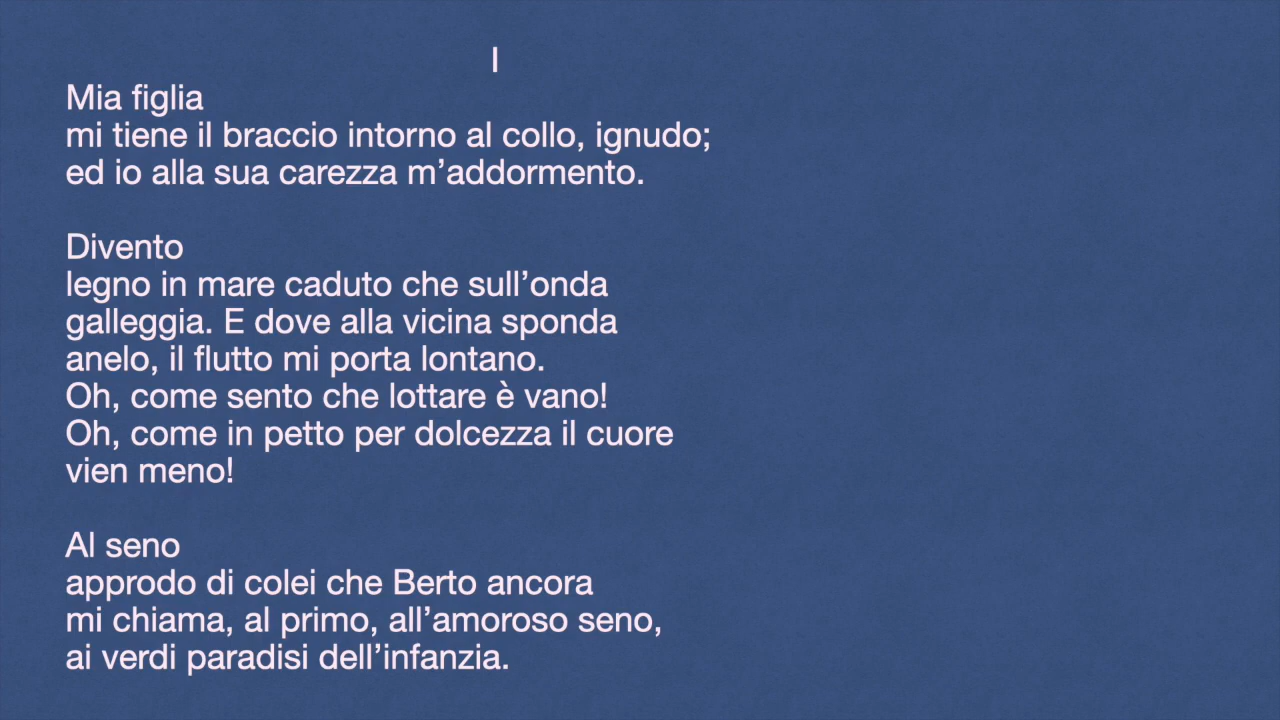 I
Mia figlia
mi tiene il braccio intorno al collo, ignudo;
ed io alla sua carezza m’addormento.
Divento
legno in mare caduto che sull’onda
galleggia. E dove alla vicina sponda
anelo, il flutto mi porta lontano.
Oh, come sento che lottare è vano!
Oh, come in petto per dolcezza il cuore
vien meno!
Al seno
approdo di colei che Berto ancora
mi chiama, al primo, all’amoroso seno,
ai verdi paradisi dell’infanzia.